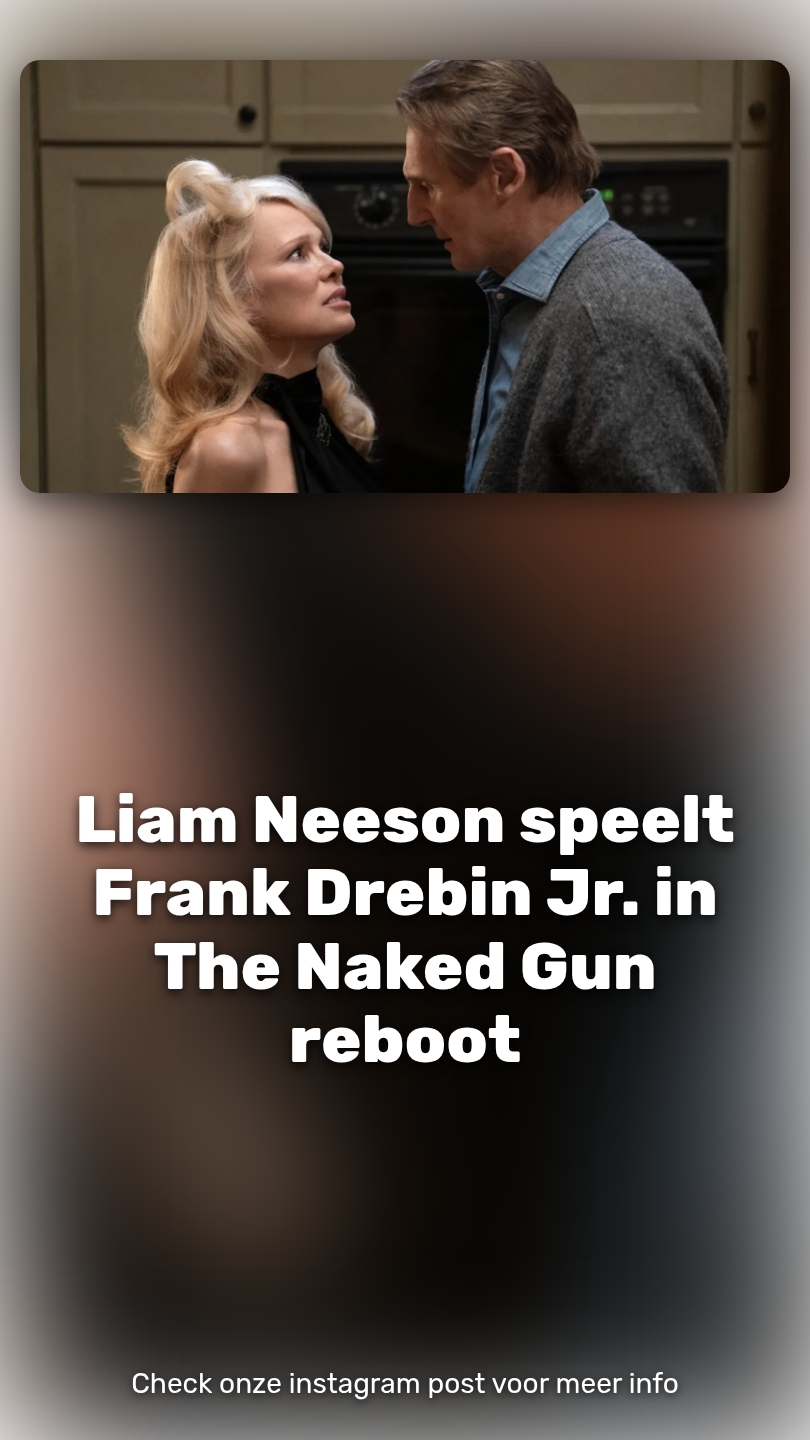 Liam Neeson speelt
Frank Drebin Jr. in
The Naked Gun
reboot
Check onze instagram post voor meer info